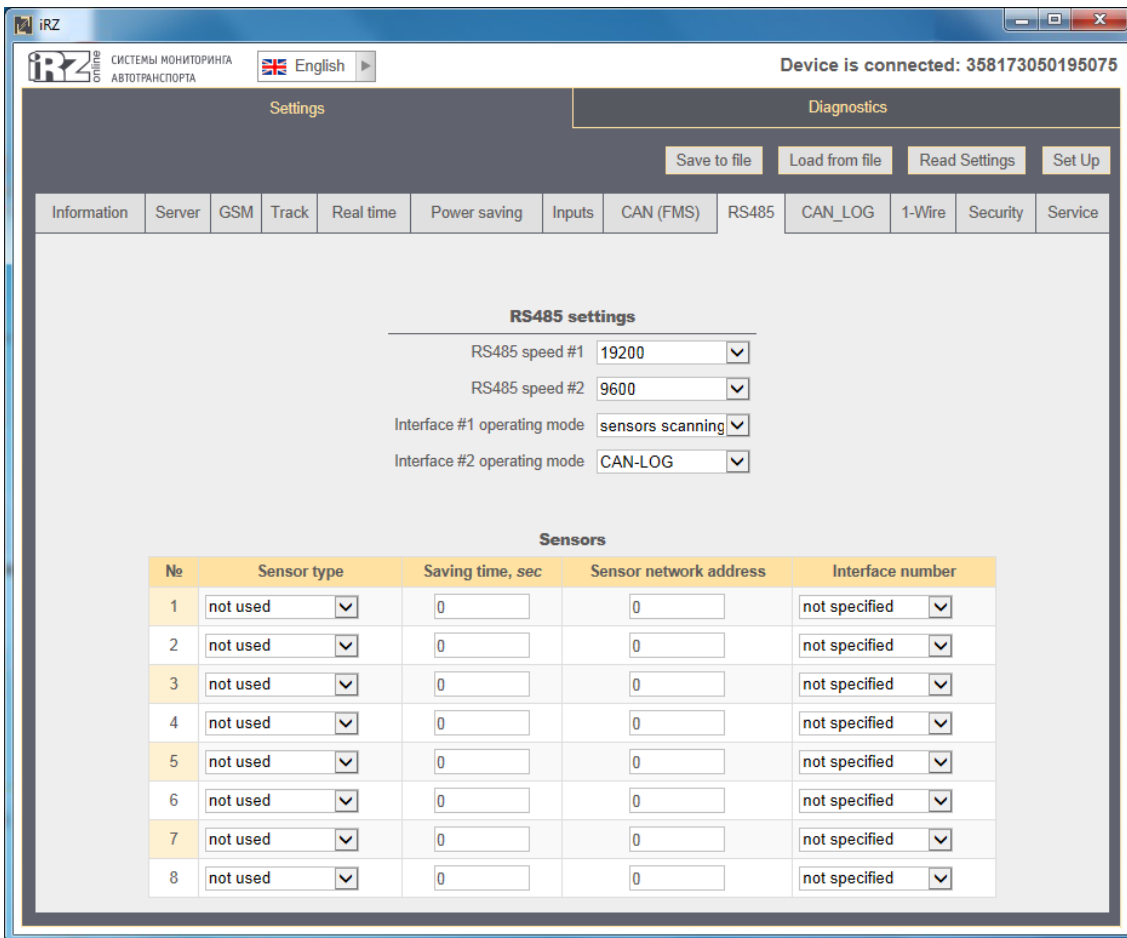 iRZ
iRZ online СИСТЕМЫ МОНИТОРИНГА АВТОТРАНСПОРТА English Device is connected: 358173050195075
Settings Diagnostics
Save to file Load from file Read Settings Set Up
Information Server GSM Track Real time Power saving Inputs CAN (FMS) RS485 CAN_LOG 1-Wire Security Service
RS485 settings
RS485 speed #1 19200
RS485 speed #2 9600
Interface #1 operating mode sensors scanning
Interface #2 operating mode CAN-LOG
Sensors
№ Sensor type Saving time, sec Sensor network address Interface number
1 not used 0 0 not specified
2 not used 0 0 not specified
3 not used 0 0 not specified
4 not used 0 0 not specified
5 not used 0 0 not specified
6 not used 0 0 not specified
7 not used 0 0 not specified
8 not used 0 0 not specified